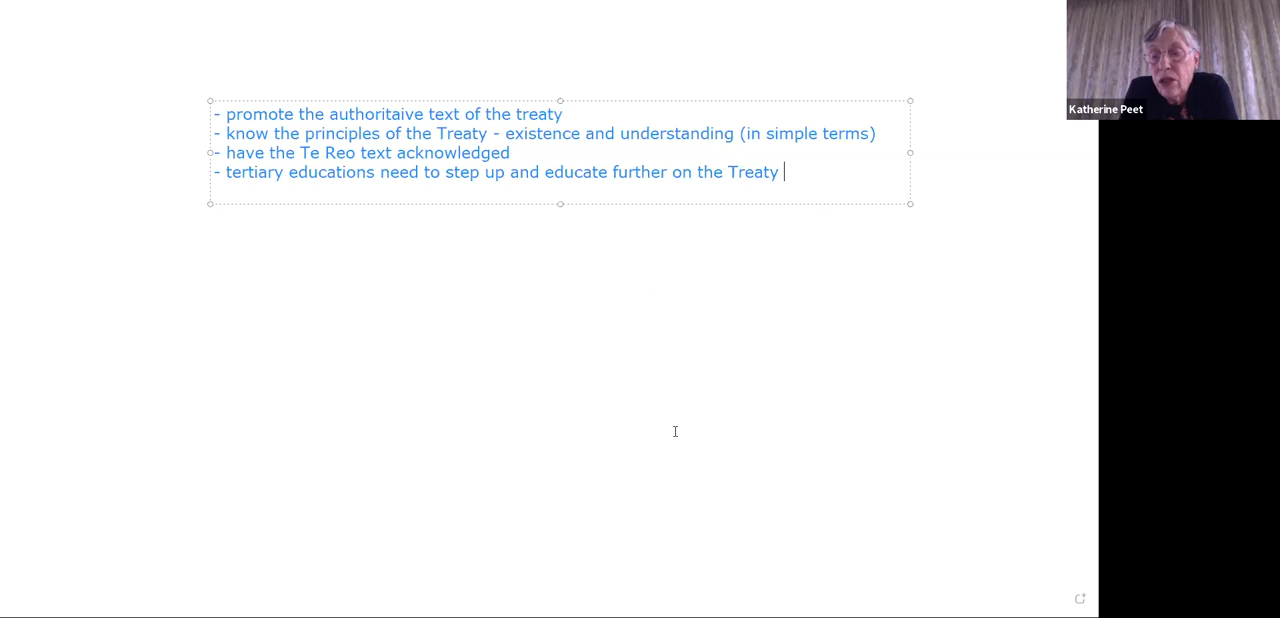 - promote the authoritaive text of the treaty
- know the principles of the Treaty - existence and understanding (in simple terms)
- have the Te Reo text acknowledged
- tertiary educations need to step up and educate further on the Treaty
Katherine Peet